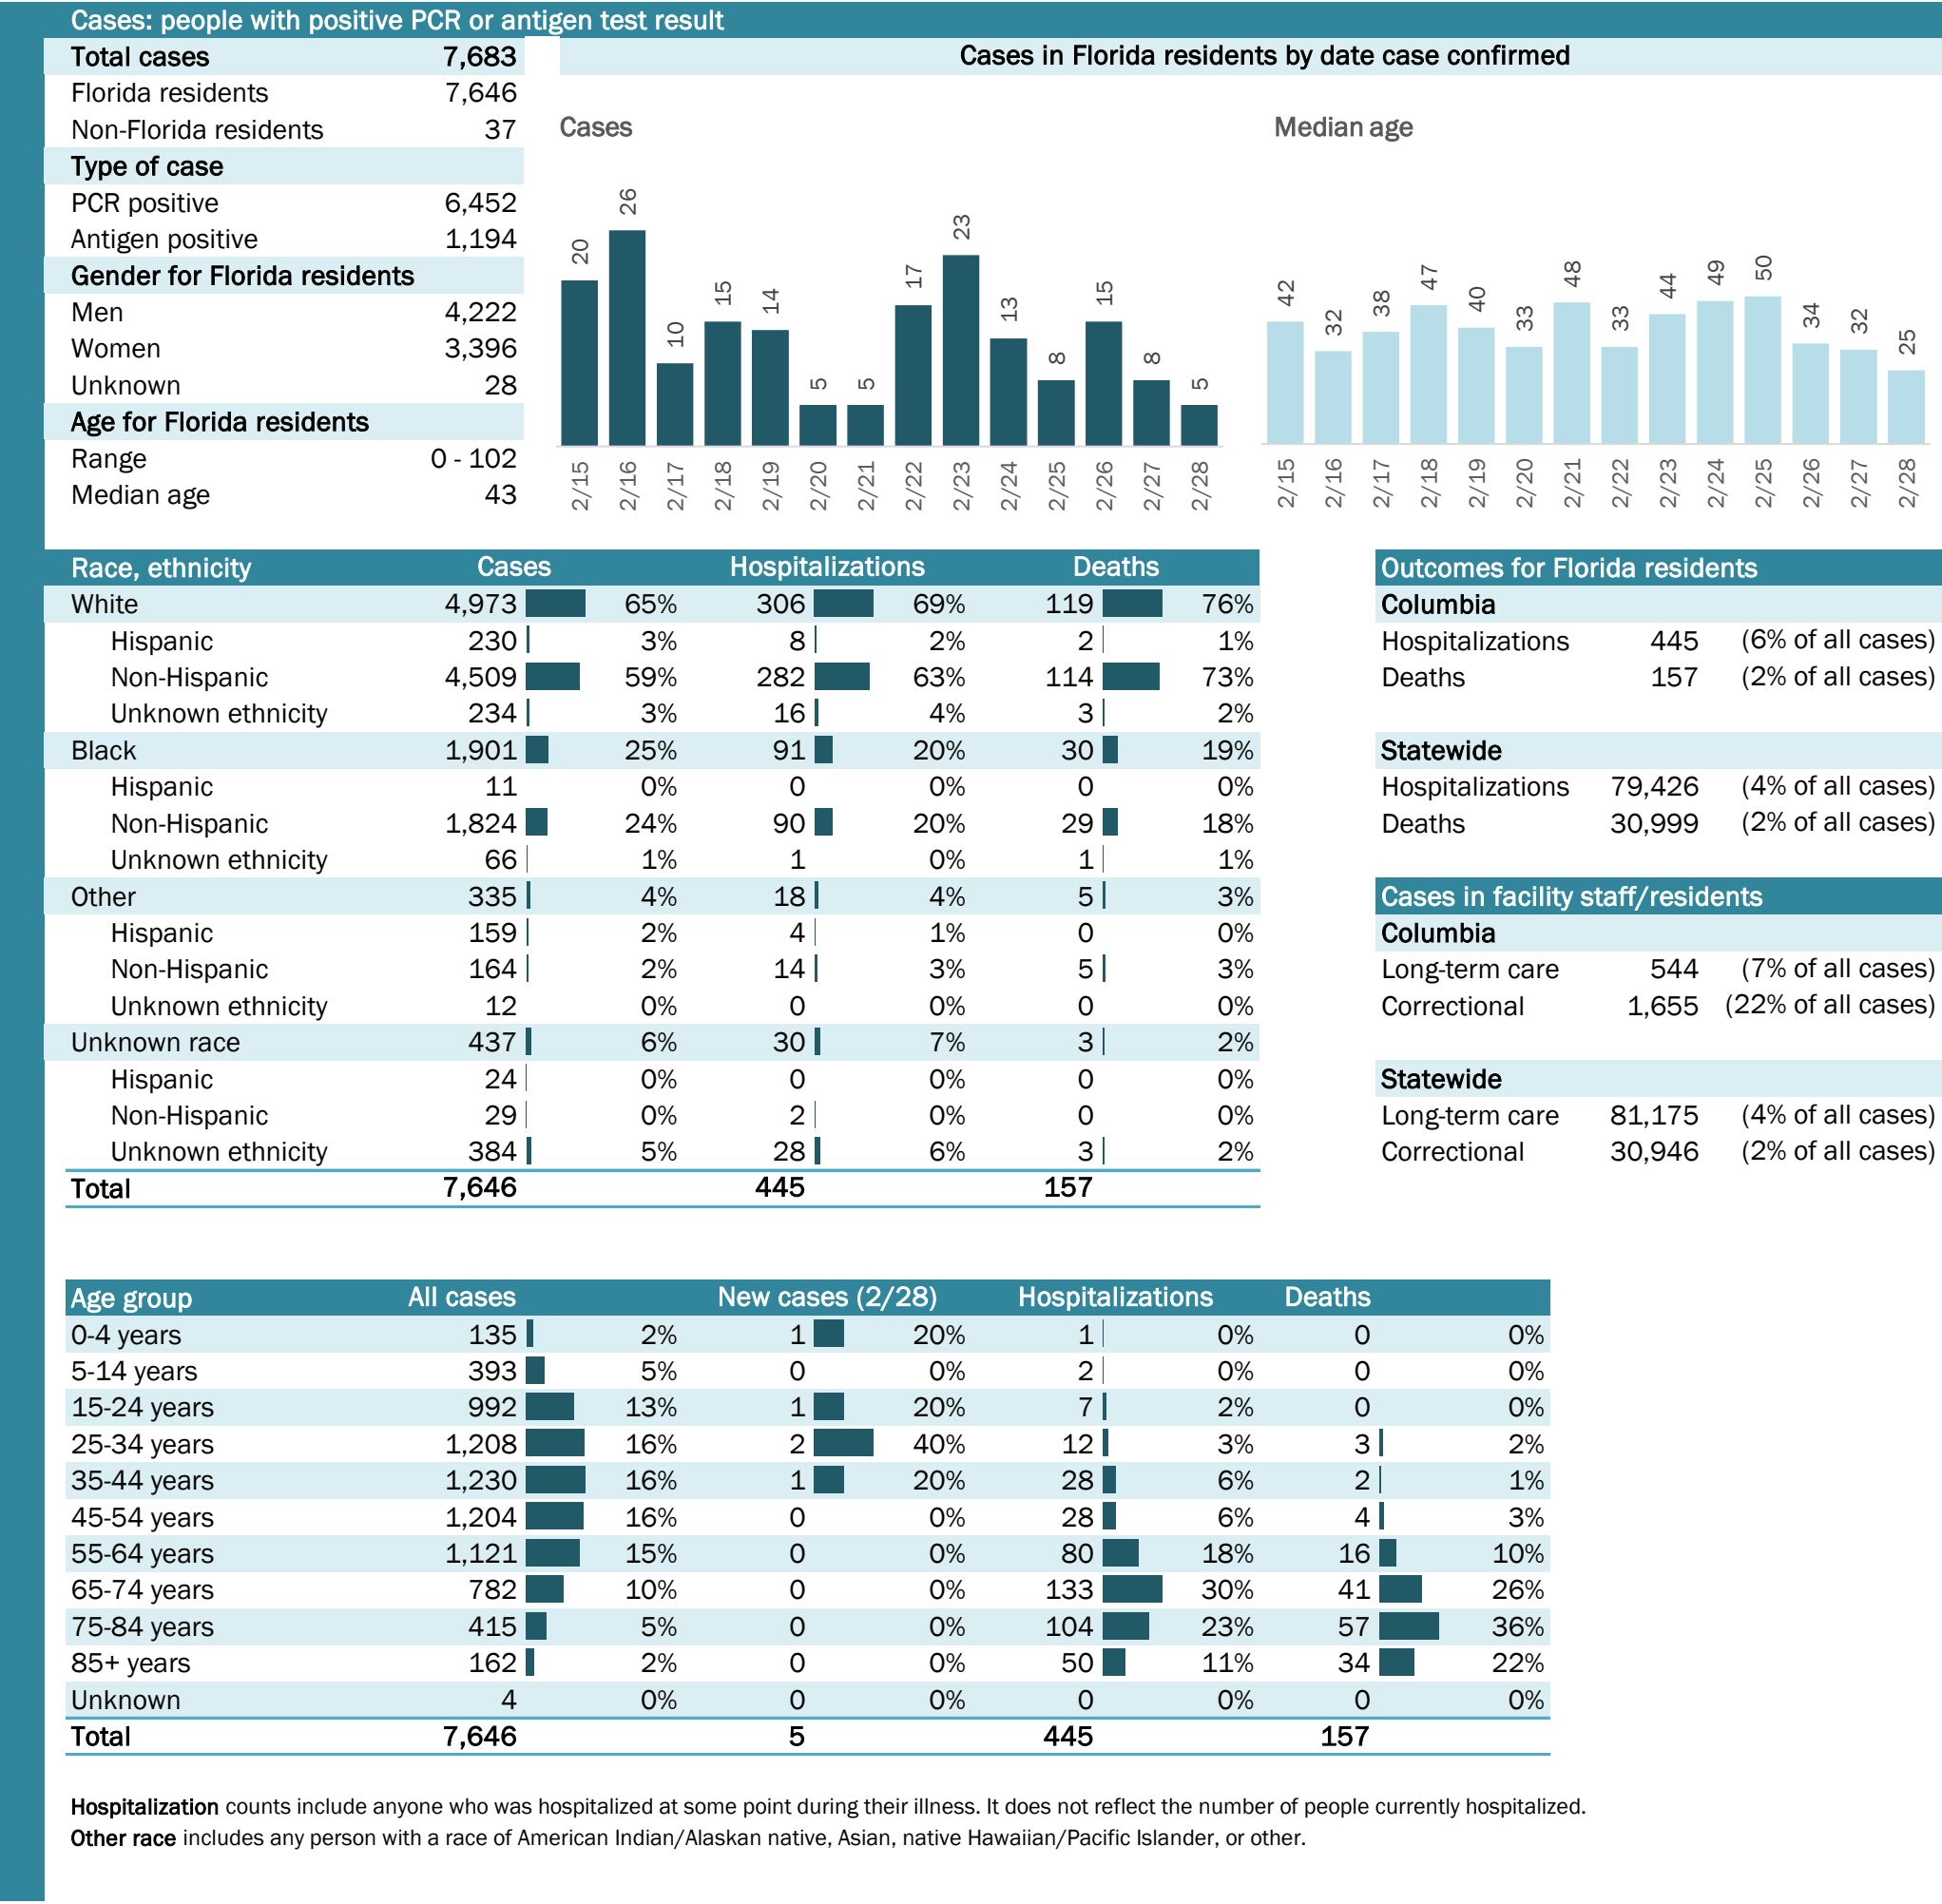 Cases: people with positive PCR or antigen test result
Total cases 7,683
Florida residents 7,646
Non-Florida residents 37
Type of case
PCR positive 6,452
Antigen positive 1,194
Gender for Florida residents
Men 4,222
Women 3,396
Unknown 28
Age for Florida residents
Range 0 - 102
Median age 43
Cases in Florida residents by date case confirmed
Cases
20 26 10 15 14 5 5 17 23 13 8 15 8 5
2/15 2/16 2/17 2/18 2/19 2/20 2/21 2/22 2/23 2/24 2/25 2/26 2/27 2/28
Median age
42 32 38 47 40 33 48 33 44 49 50 34 32 25
2/15 2/16 2/17 2/18 2/19 2/20 2/21 2/22 2/23 2/24 2/25 2/26 2/27 2/28
Race, ethnicity Cases Hospitalizations Deaths
White 4,973 65% 306 69% 119 76%
Hispanic 230 3% 8 2% 2 1%
Non-Hispanic 4,509 59% 282 63% 114 73%
Unknown ethnicity 234 3% 16 4% 3 2%
Black 1,901 25% 91 20% 30 19%
Hispanic 11 0% 0 0% 0 0%
Non-Hispanic 1,824 24% 90 20% 29 18%
Unknown ethnicity 66 1% 1 0% 1 1%
Other 335 4% 18 4% 5 3%
Hispanic 159 2% 4 1% 0 0%
Non-Hispanic 164 2% 14 3% 5 3%
Unknown ethnicity 12 0% 0 0% 0 0%
Unknown race 437 6% 30 7% 3 2%
Hispanic 24 0% 0 0% 0 0%
Non-Hispanic 29 0% 2 0% 0 0%
Unknown ethnicity 384 5% 28 6% 3 2%
Total 7,646 445 157
Outcomes for Florida residents
Columbia
Hospitalizations 445 (6% of all cases)
Deaths 157 (2% of all cases)
Statewide
Hospitalizations 79,426 (4% of all cases)
Deaths 30,999 (2% of all cases)
Cases in facility staff/residents
Columbia
Long-term care 544 (7% of all cases)
Correctional 1,655 (22% of all cases)
Statewide
Long-term care 81,175 (4% of all cases)
Correctional 30,946 (2% of all cases)
Age group All cases New cases (2/28) Hospitalizations Deaths
0-4 years 135 2% 1 20% 1 0% 0 0%
5-14 years 393 5% 0 0% 2 0% 0 0%
15-24 years 992 13% 1 20% 7 2% 0 0%
25-34 years 1,208 16% 2 40% 12 3% 3 2%
35-44 years 1,230 16% 1 20% 28 6% 2 1%
45-54 years 1,204 16% 0 0% 28 6% 4 3%
55-64 years 1,121 15% 0 0% 80 18% 16 10%
65-74 years 782 10% 0 0% 133 30% 41 26%
75-84 years 415 5% 0 0% 104 23% 57 36%
85+ years 162 2% 0 0% 50 11% 34 22%
Unknown 4 0% 0 0% 0 0% 0 0%
Total 7,646 5 445 157
Hospitalization counts include anyone who was hospitalized at some point during their illness. It does not reflect the number of people currently hospitalized.
Other race includes any person with a race of American Indian/Alaskan native, Asian, native Hawaiian/Pacific Islander, or other.